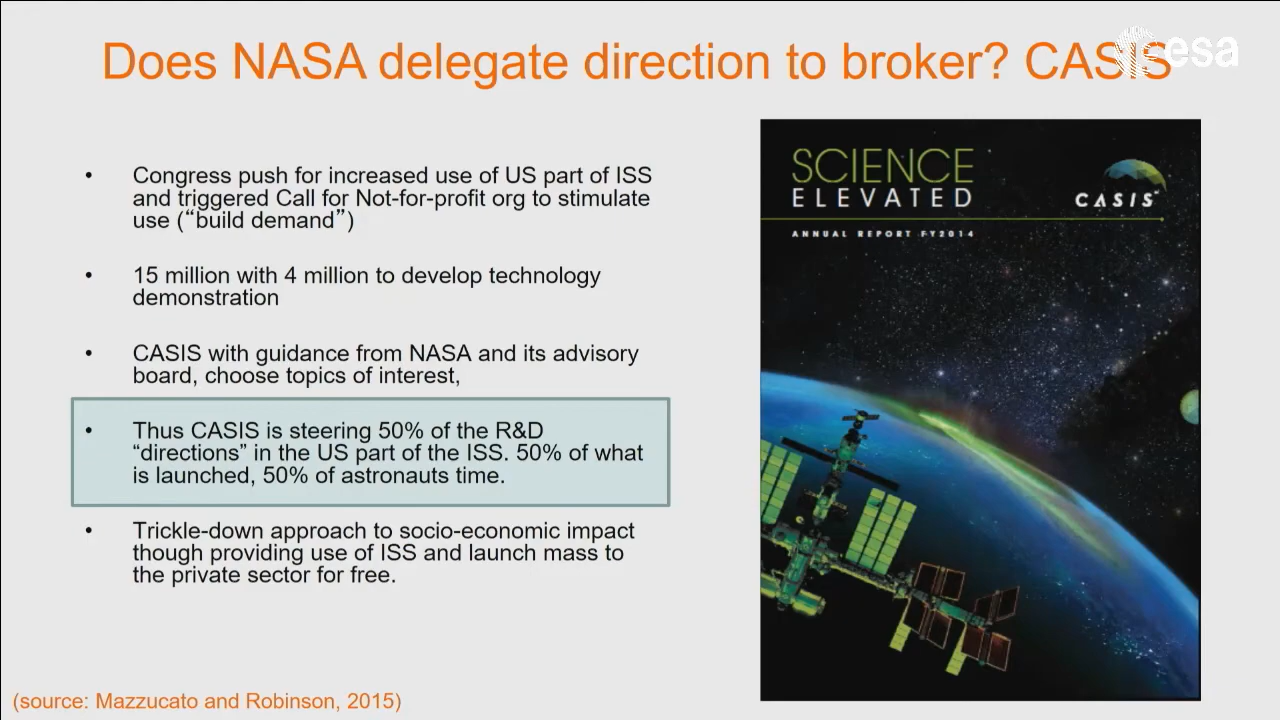 Does NASA delegate direction to broker? CASIS
esa
• Congress push for increased use of US part of ISS
and triggered Call for Not-for-profit org to stimulate
use (“build demand”)
• 15 million with 4 million to develop technology
demonstration
• CASIS with guidance from NASA and its advisory
board, choose topics of interest,
• Thus CASIS is steering 50% of the R&D
“directions” in the US part of the ISS. 50% of what
is launched, 50% of astronauts time.
• Trickle-down approach to socio-economic impact
though providing use of ISS and launch mass to
the private sector for free.
(source: Mazzucato and Robinson, 2015)
SCIENCE
ELEVATED
CASIS
ANNUAL REPORT FY2014